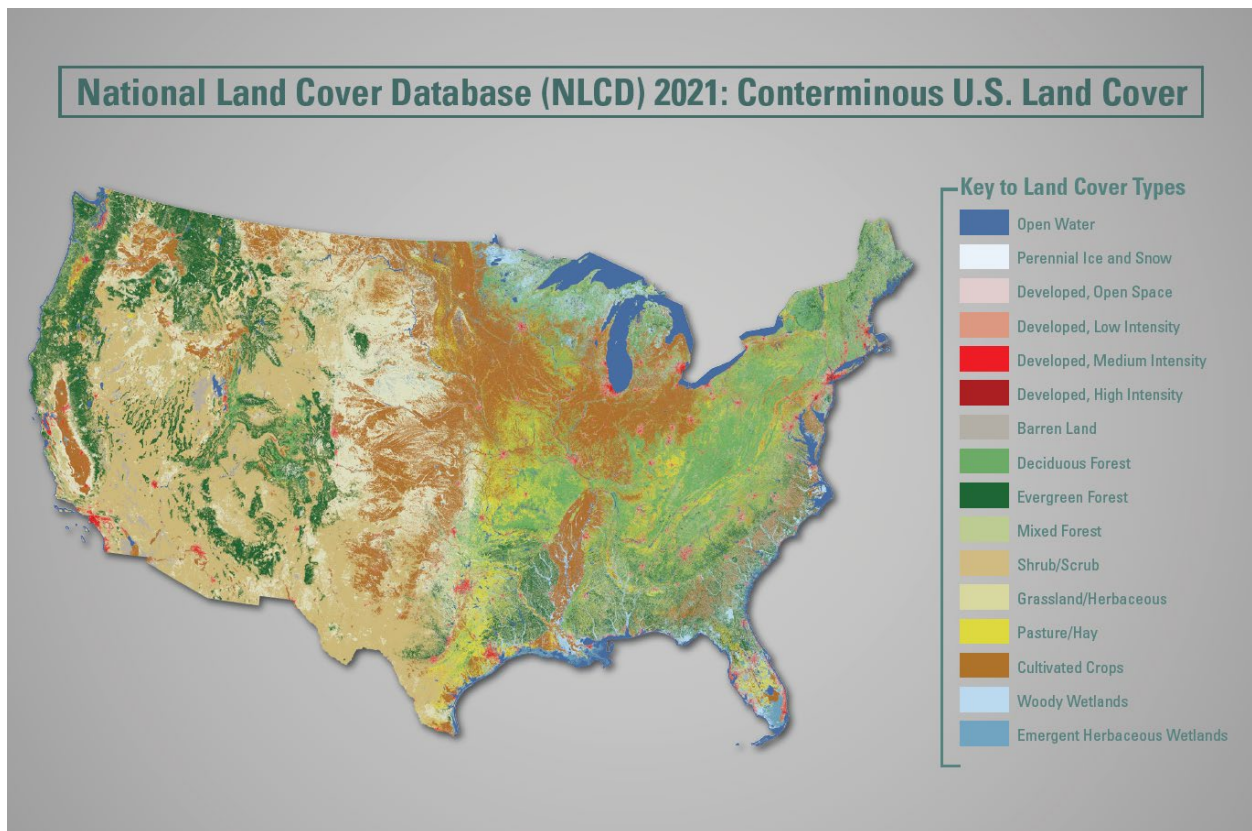 National Land Cover Database (NLCD) 2021: Conterminous U.S. Land Cover
Key to Land Cover Types
Open Water
Perennial Ice and Snow
Developed, Open Space
Developed, Low Intensity
Developed, Medium Intensity
Developed, High Intensity
Barren Land
Deciduous Forest
Evergreen Forest
Mixed Forest
Shrub/Scrub
Grassland/Herbaceous
Pasture/Hay
Cultivated Crops
Woody Wetlands
Emergent Herbaceous Wetlands